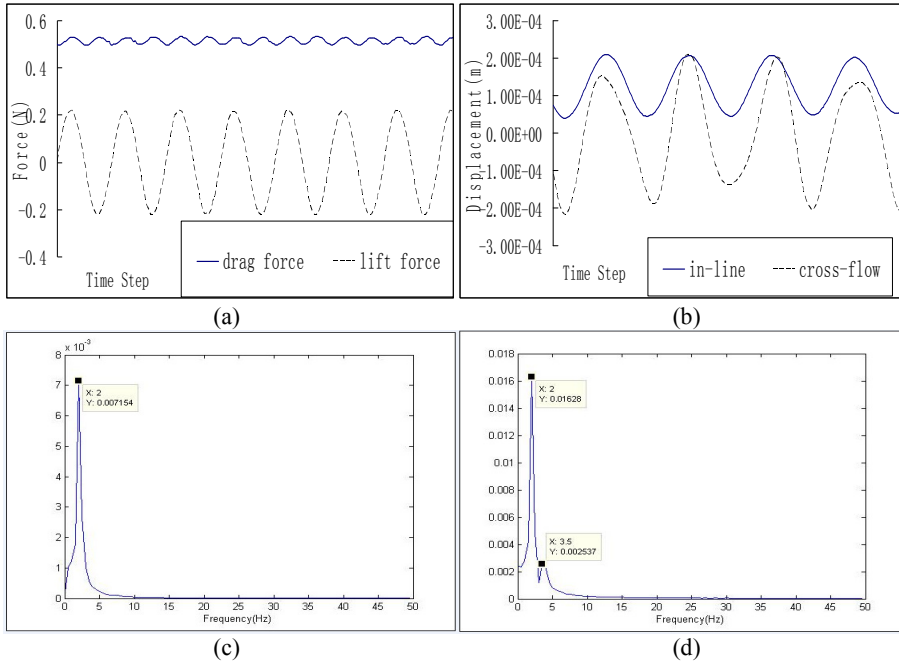 0.6
0.5
0.4
0.2
0
-0.2
-0.4
Force(N)
Time Step
drag force
lift force
(a)
3.00E-04
2.00E-04
1.00E-04
0.00E+00
-1.00E-04
-2.00E-04
-3.00E-04
Displacement(m)
Time Step
in-line
cross-flow
(b)
x 10⁻³
8
7
6
5
4
3
2
1
0
X: 2
Y: 0.007154
0 5 10 15 20 25 30 35 40 45 50
Frequency(Hz)
(c)
0.018
0.016
0.014
0.012
0.01
0.008
0.006
0.004
0.002
0
X: 2
Y: 0.01628
X: 3.5
Y: 0.002537
0 5 10 15 20 25 30 35 40 45 50
Frequency(Hz)
(d)